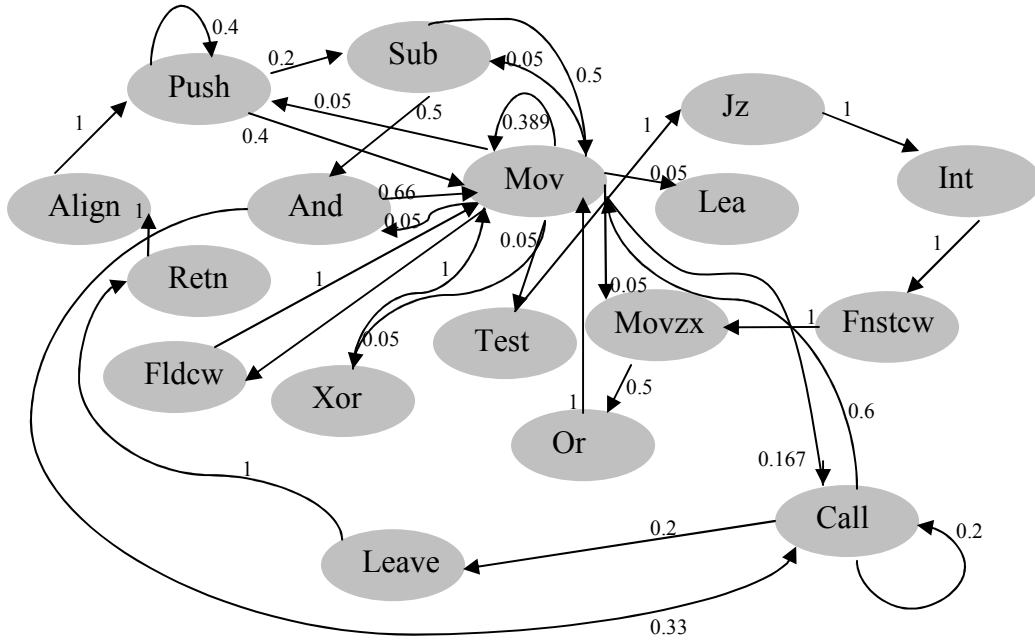 0.4
Push
0.2
Sub
0.05
0.5
0.05
0.5
0.4
0.389
Mov
0.05
1
Jz
1
Int
1
Align
1
And
0.66
0.05
Lea
1
Retn
1
1
0.05
0.05
Movzx
1
Fnstcw
Fldcw
0.05
Xor
Test
0.5
1
Or
0.6
0.167
Call
0.2
1
Leave
0.2
0.33